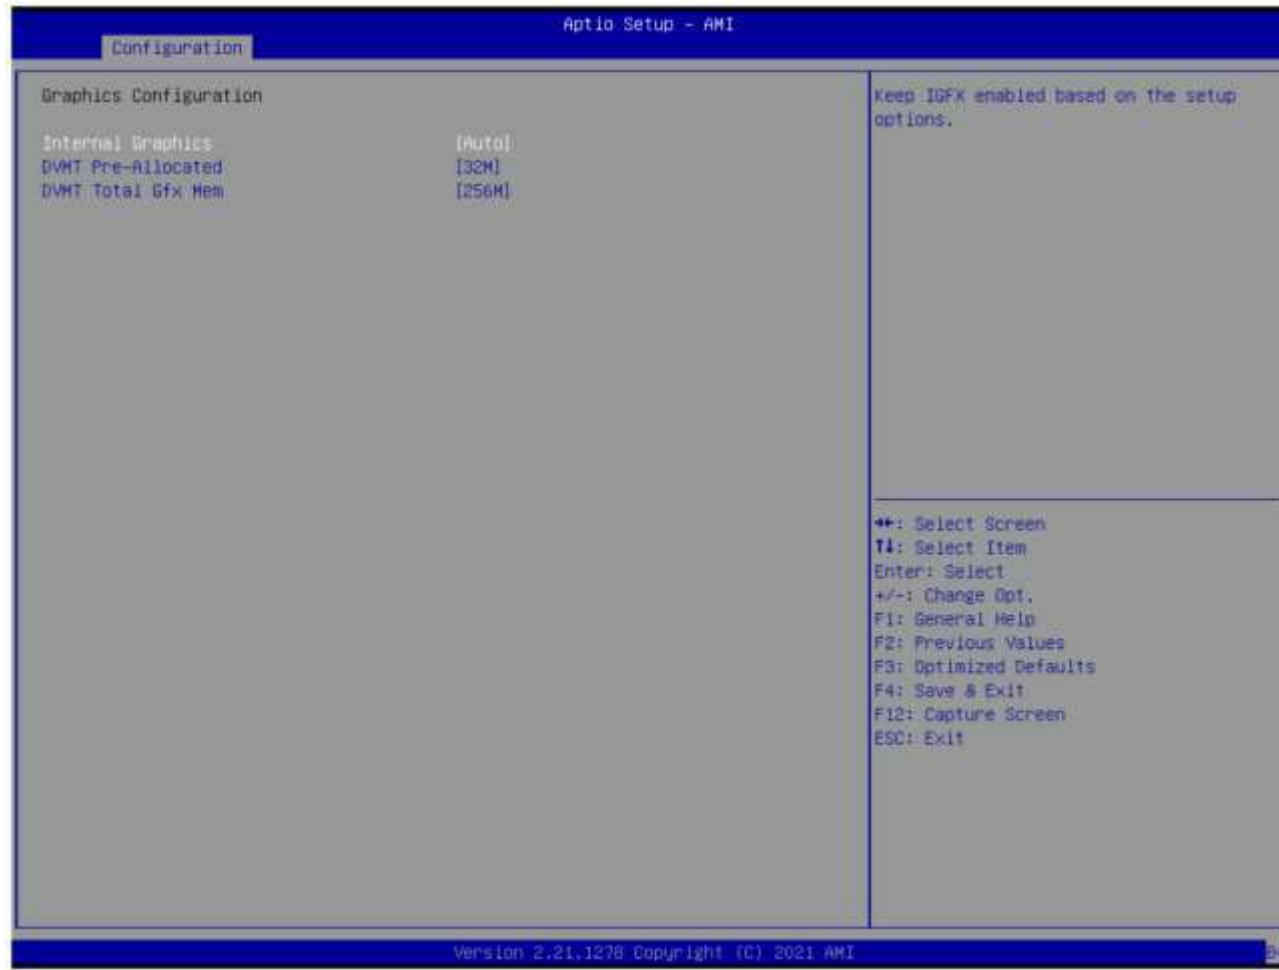 Aptio Setup – AMI
Configuration
Graphics Configuration
Internal Graphics [Auto]
DVMT Pre-Allocated [32M]
DVMT Total Gfx Mem [256M]
Keep IGFX enabled based on the setup
options.
→←: Select Screen
↑↓: Select Item
Enter: Select
+/-: Change Opt.
F1: General Help
F2: Previous Values
F3: Optimized Defaults
F4: Save & Exit
F12: Capture Screen
ESC: Exit
Version 2.21.1278 Copyright (C) 2021 AMI